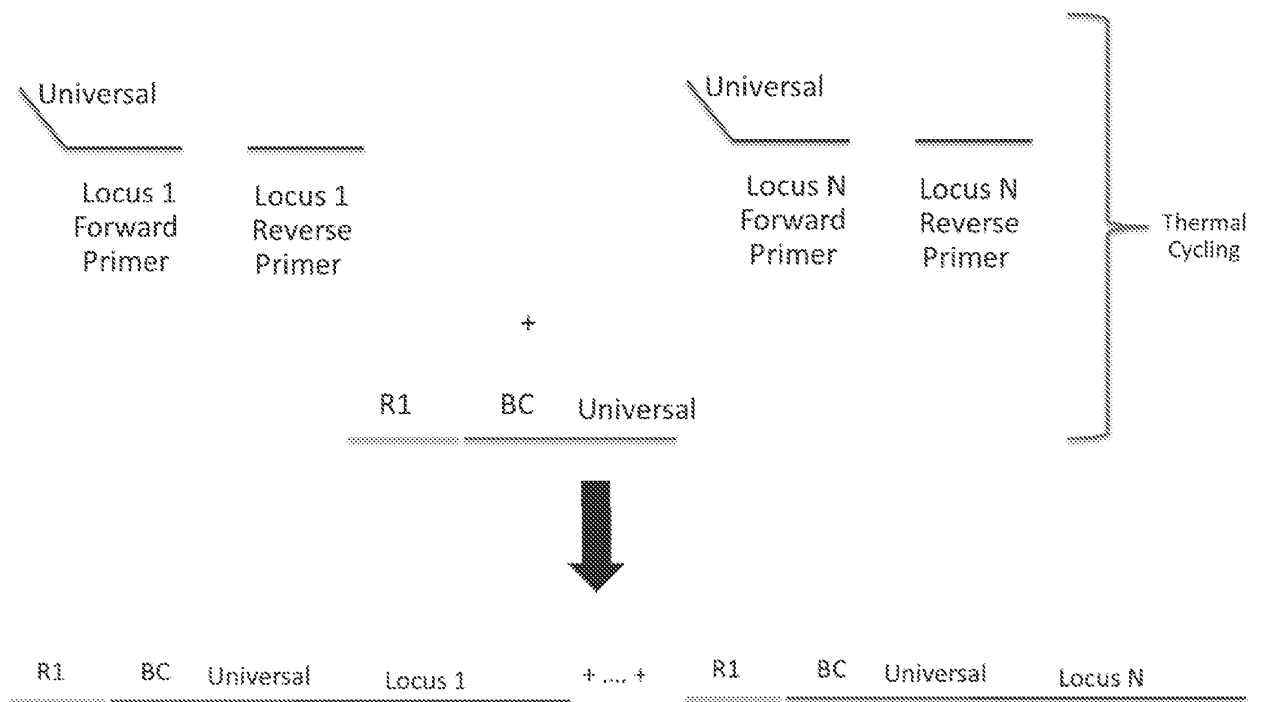 Universal
Universal
Locus 1
Forward
Primer
Locus 1
Reverse
Primer
Locus N
Forward
Primer
Locus N
Reverse
Primer
Thermal
Cycling
+
R1 BC Universal
R1 BC Universal Locus 1 + .... + R1 BC Universal Locus N